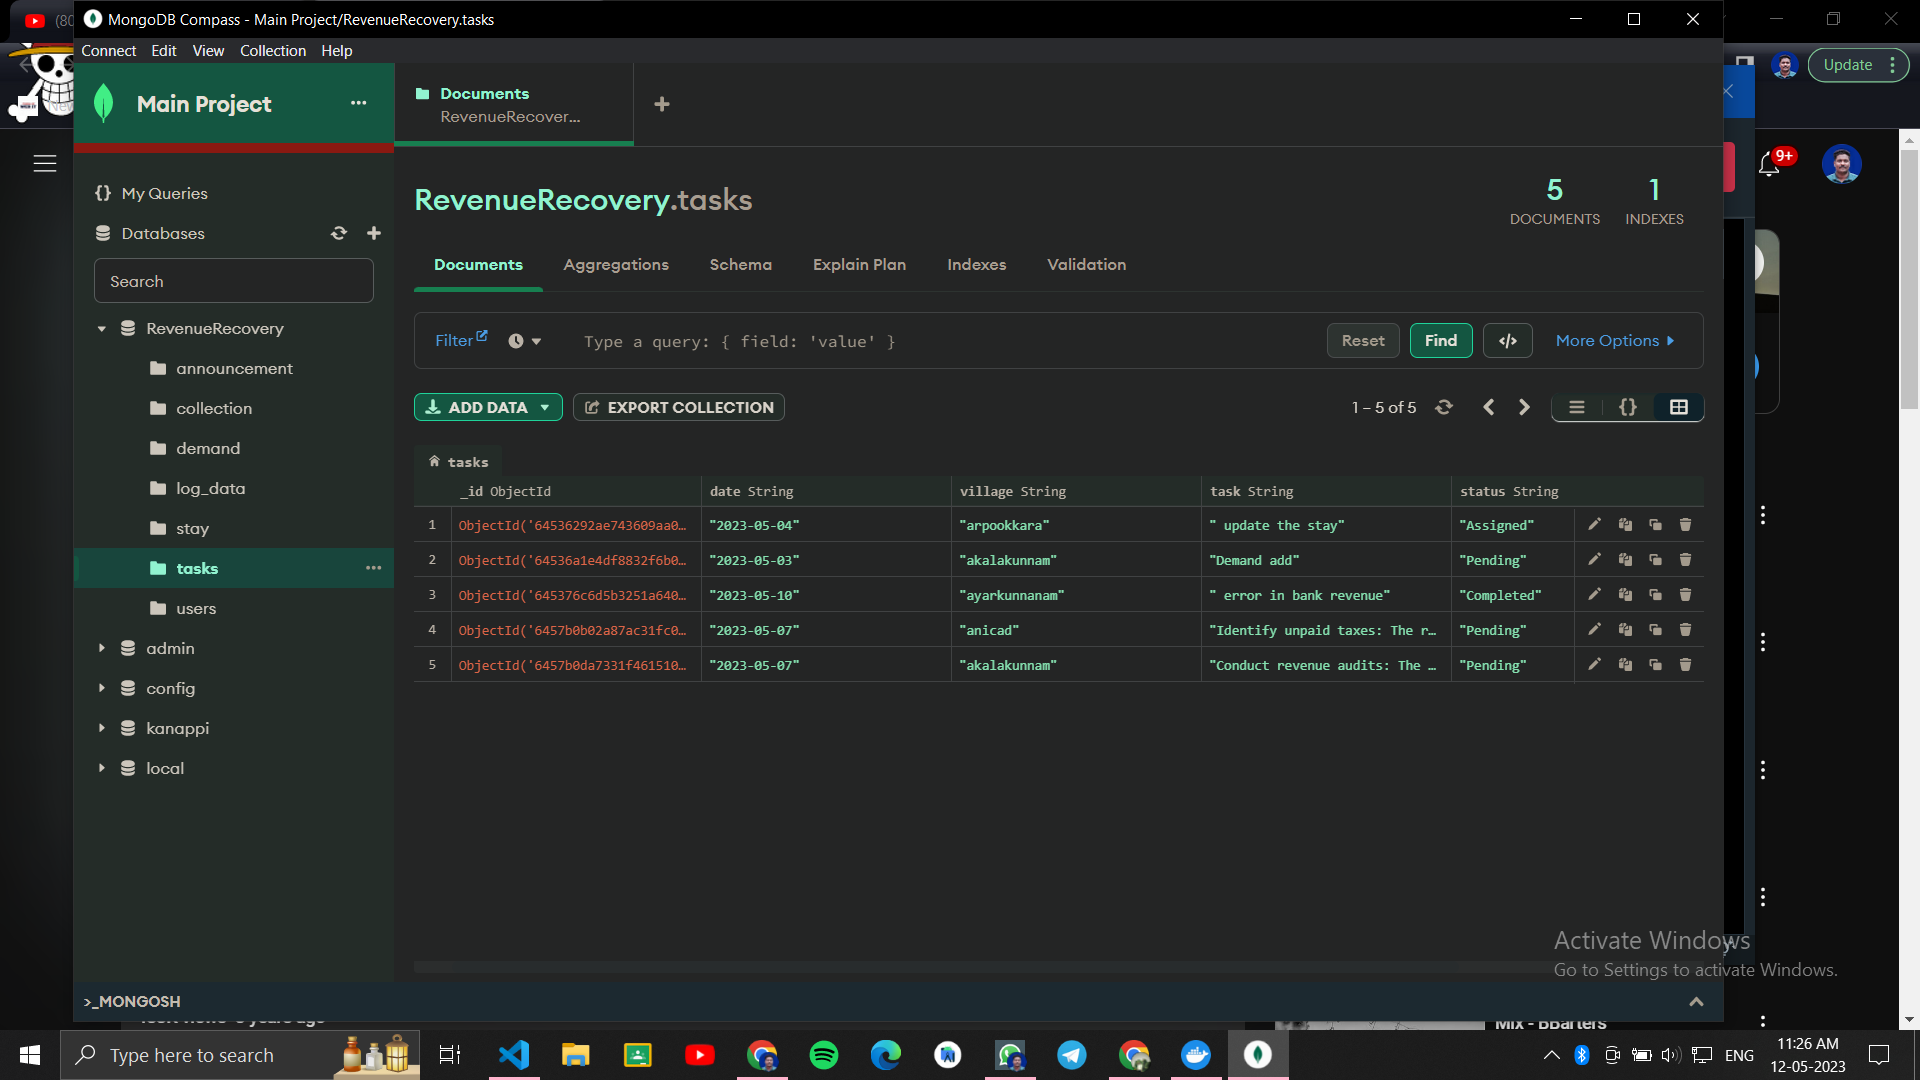 MongoDB Compass - Main Project/RevenueRecovery.tasks
(80
Connect Edit View Collection Help
Update
Main Project
Documents
RevenueRecover...
9+
My Queries
Databases
Search
RevenueRecovery
announcement
collection
demand
log_data
stay
tasks
users
admin
config
kanappi
local
RevenueRecovery.tasks
5
DOCUMENTS
1
INDEXES
Documents Aggregations Schema Explain Plan Indexes Validation
Filter Type a query: { field: 'value' } Reset Find </> More Options
ADD DATA EXPORT COLLECTION 1 – 5 of 5 {}
tasks
_id ObjectId date String village String task String status String
1 ObjectId('64536292ae743609aa0… "2023-05-04" "arpookkara" " update the stay" "Assigned"
2 ObjectId('64536a1e4df8832f6b0… "2023-05-03" "akalakunnam" "Demand add" "Pending"
3 ObjectId('645376c6d5b3251a640… "2023-05-10" "ayarkunnanam" " error in bank revenue" "Completed"
4 ObjectId('6457b0b02a87ac31fc0… "2023-05-07" "anicad" "Identify unpaid taxes: The r… "Pending"
5 ObjectId('6457b0da7331f461510… "2023-05-07" "akalakunnam" "Conduct revenue audits: The … "Pending"
Activate Windows
Go to Settings to activate Windows.
>_MONGOSH
Mix - BBarters
Type here to search
ENG
11:26 AM
12-05-2023